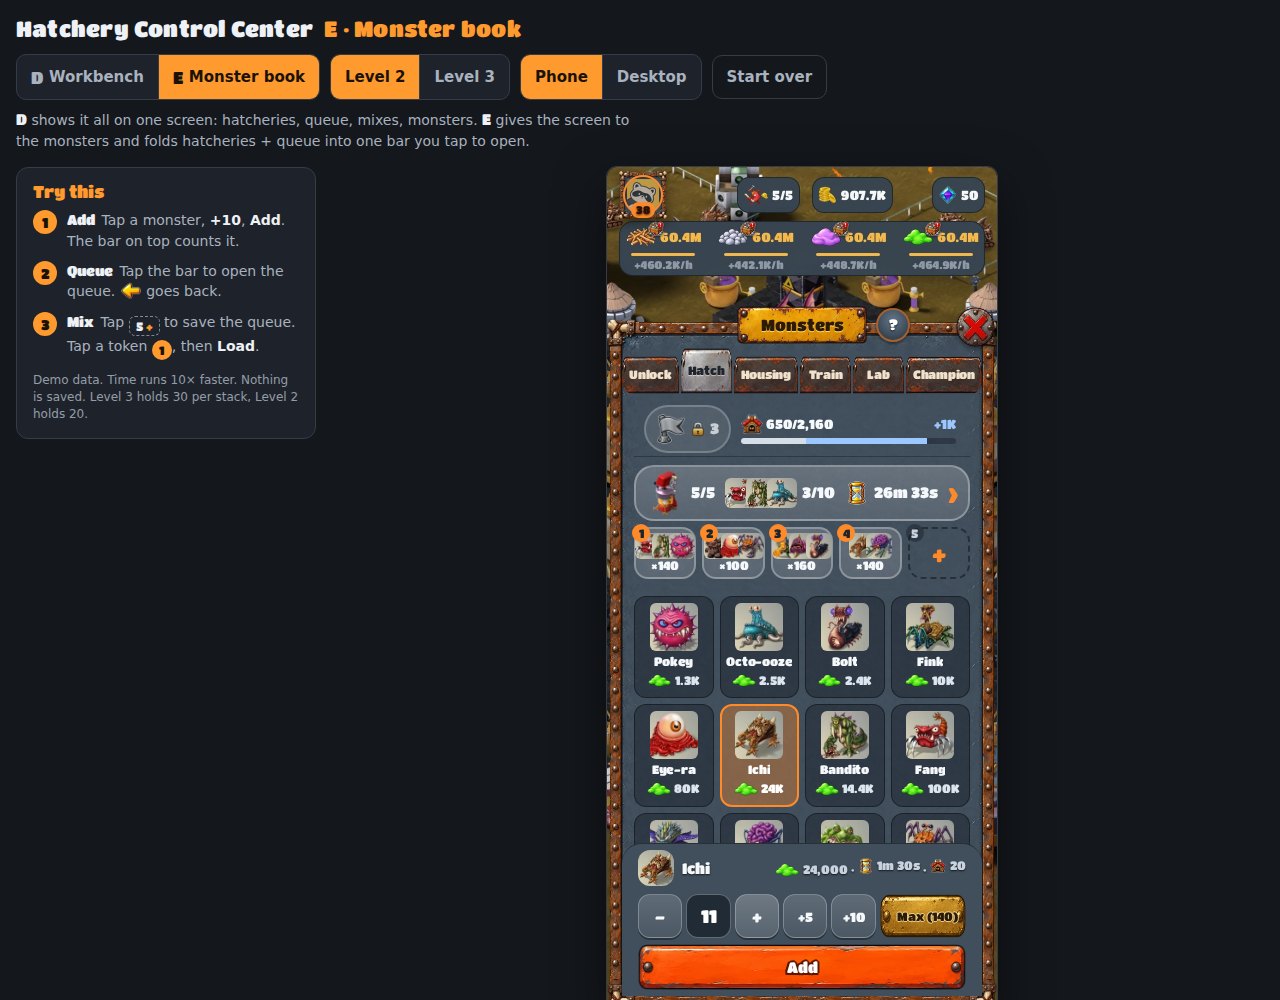 Hatchery Control Center E · Monster book
D Workbench E Monster book Level 2 Level 3 Phone Desktop Start over
D shows it all on one screen: hatcheries, queue, mixes, monsters. E gives the screen to
the monsters and folds hatcheries + queue into one bar you tap to open.
Try this
1 Add Tap a monster, +10, Add.
The bar on top counts it.
2 Queue Tap the bar to open the
queue. goes back.
3 Mix Tap 5 + to save the queue.
Tap a token 1, then Load.
Demo data. Time runs 10× faster. Nothing
is saved. Level 3 holds 30 per stack, Level 2
holds 20.
30 5/5 907.7K 50
60.4M 60.4M 60.4M 60.4M
+460.2K/h +442.1K/h +448.7K/h +464.9K/h
Monsters ?
Unlock Hatch Housing Train Lab Champion
3 650/2,160 +1K
5/5 3/10 26m 33s
1 2 3 4 5
×140 ×100 ×160 ×140 +
Pokey Octo-ooze Bolt Fink
1.3K 2.5K 2.4K 10K
Eye-ra Ichi Bandito Fang
80K 24K 14.4K 100K
Ichi 24,000 · 1m 30s · 20
− 11 + +5 +10 Max (140)
Add